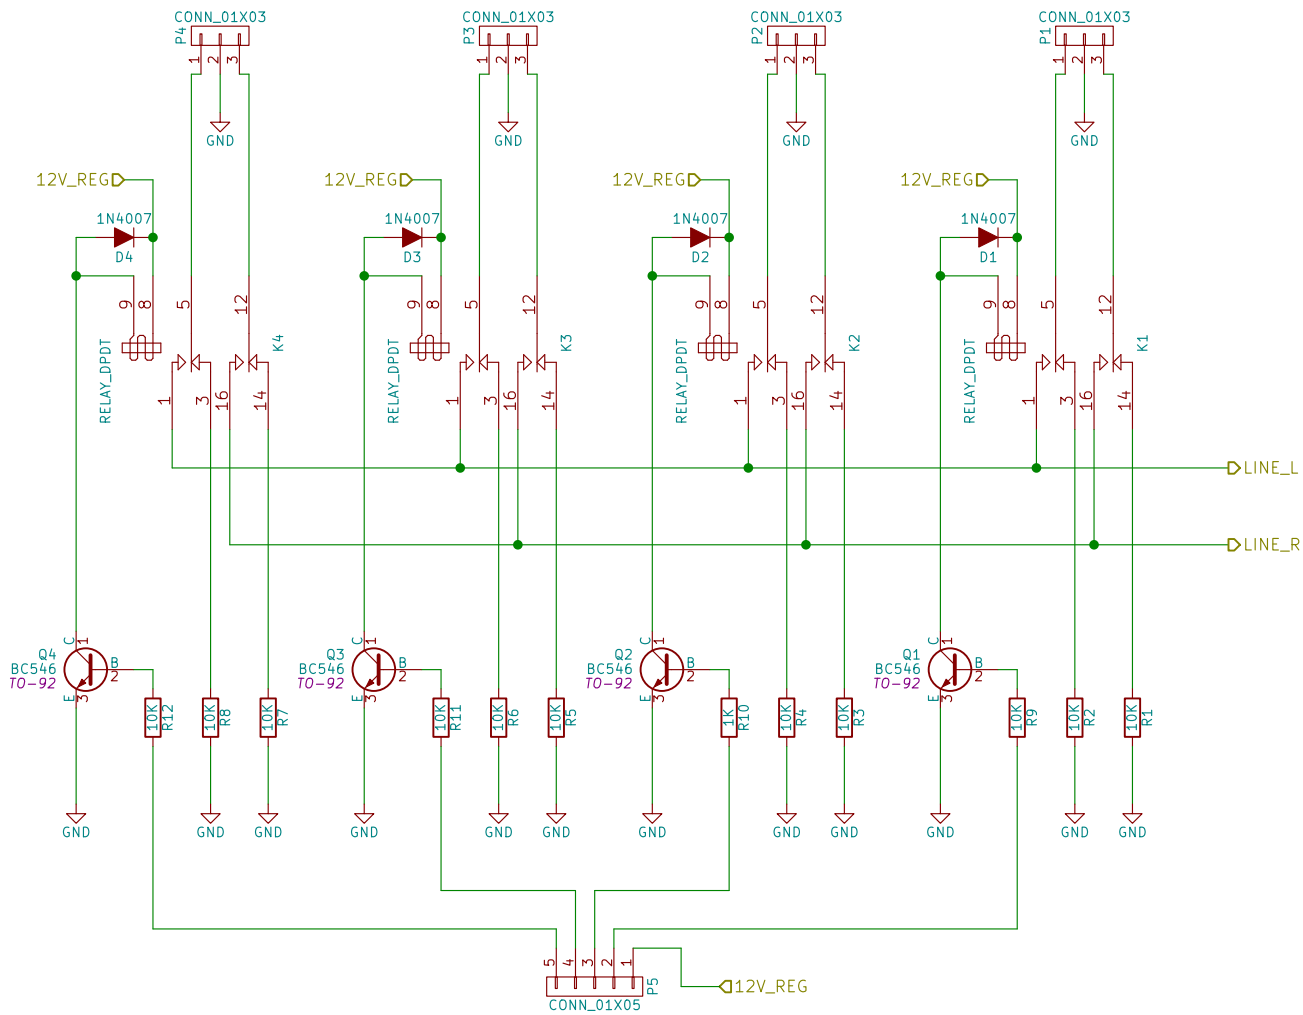 CONN_01X03 CONN_01X03 CONN_01X03 CONN_01X03
P4 P3 P2 P1
1 2 3 1 2 3 1 2 3 1 2 3
GND GND GND GND
12V_REG 12V_REG 12V_REG 12V_REG
1N4007 1N4007 1N4007 1N4007
D4 D3 D2 D1
9 8 5 12 9 8 5 12 9 8 5 12 9 8 5 12
RELAY_DPDT K4 RELAY_DPDT K3 RELAY_DPDT K2 RELAY_DPDT K1
1 3 16 14 1 3 16 14 1 3 16 14 1 3 16 14
LINE_L
LINE_R
C 1 C 1 C 1 C 1
Q4 Q3 Q2 Q1
BC546 B BC546 B BC546 B BC546 B
TO-92 2 TO-92 2 TO-92 2 TO-92 2
E 3 E 3 E 3 E 3
10K R12 10K R8 10K R7 10K R11 10K R6 10K R5 1K R10 10K R4 10K R3 10K R9 10K R2 10K R1
GND GND GND GND GND GND GND GND GND GND GND GND
5 4 3 2 1
P5 12V_REG
CONN_01X05